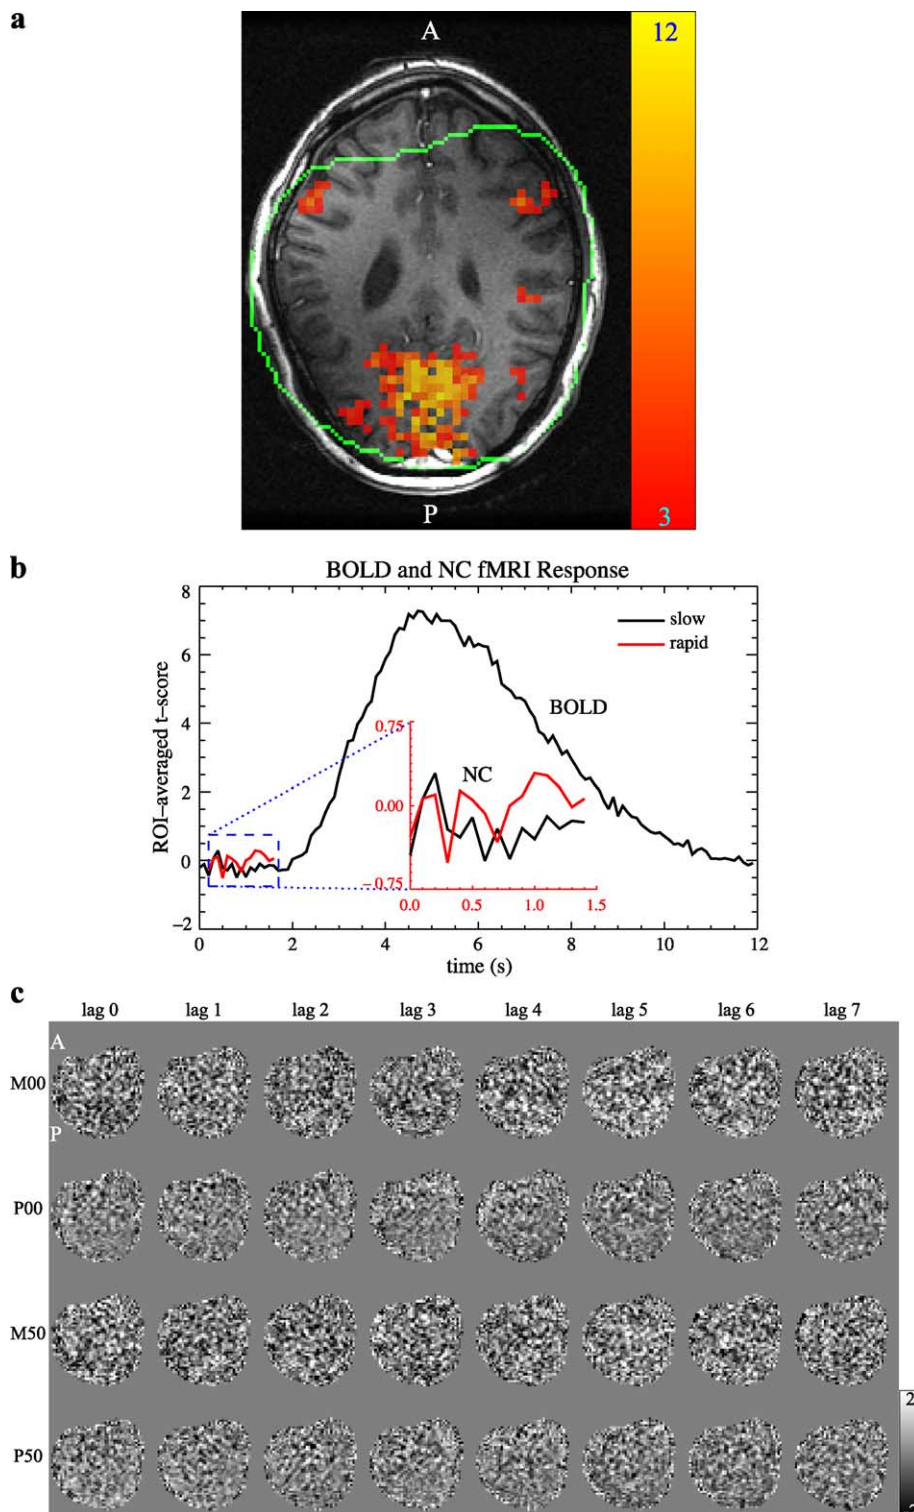 a
A
12
P
3
b
BOLD and NC fMRI Response
8
6
4
2
0
−2
ROI–averaged t–score
slow
rapid
BOLD
NC
0.75
0.00
−0.75
0.0 0.5 1.0 1.5
0 2 4 6 8 10 12
time (s)
c
lag 0 lag 1 lag 2 lag 3 lag 4 lag 5 lag 6 lag 7
A
M00
P
P00
M50
P50
2